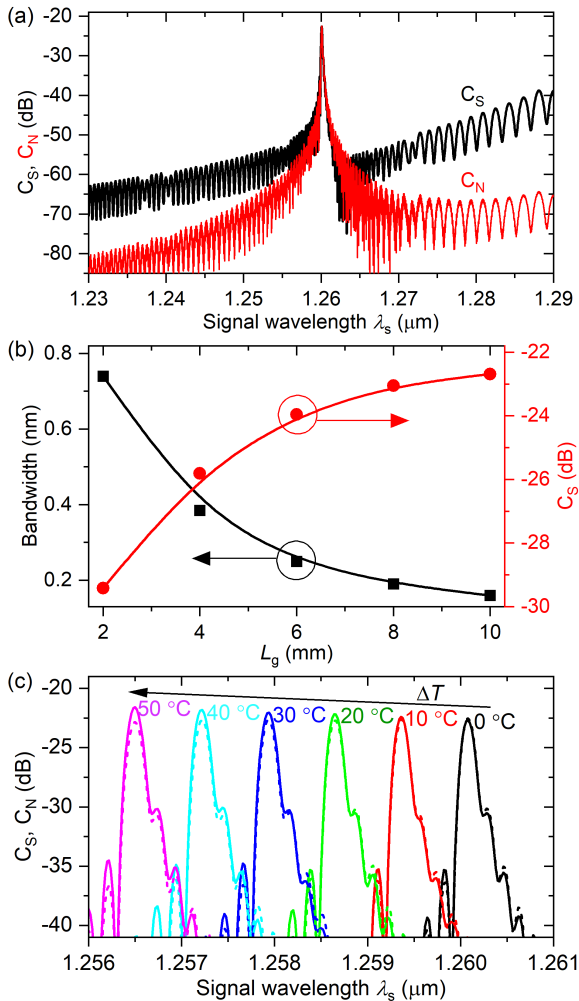 (a)
-20
-30
-40
-50
-60
-70
-80
C_S, C_N (dB)
C_S
C_N
1.23 1.24 1.25 1.26 1.27 1.28 1.29
Signal wavelength λ_s (μm)
(b)
0.8
0.6
0.4
0.2
Bandwidth (nm)
-22
-24
-26
-28
-30
C_S (dB)
2 4 6 8 10
L_g (mm)
(c)
-20
-25
-30
-35
-40
C_S, C_N (dB)
ΔT
50 °C 40 °C 30 °C 20 °C 10 °C 0 °C
1.256 1.257 1.258 1.259 1.260 1.261
Signal wavelength λ_s (μm)